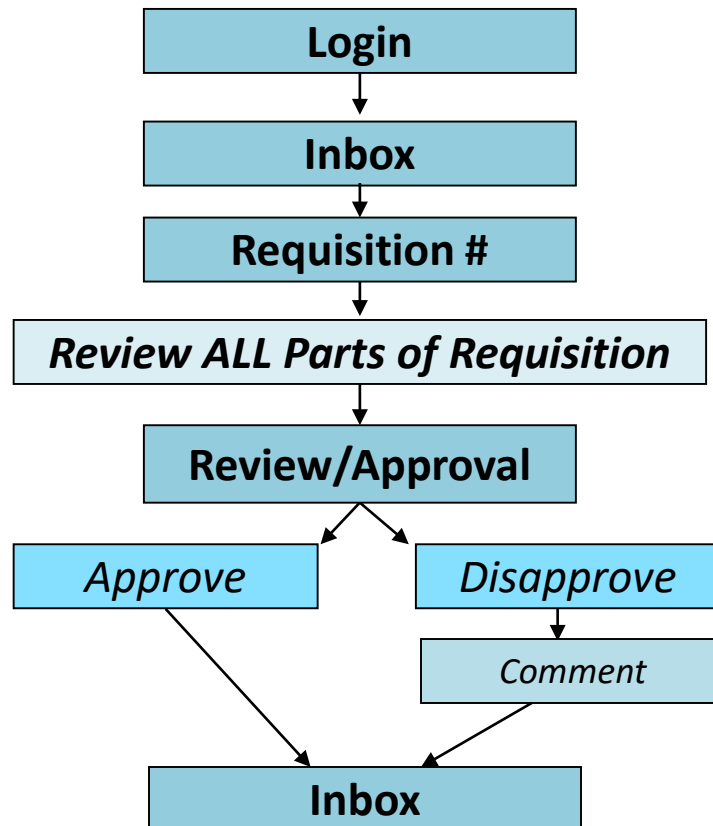 Login
Inbox
Requisition #
Review ALL Parts of Requisition
Review/Approval
Approve
Disapprove
Comment
Inbox